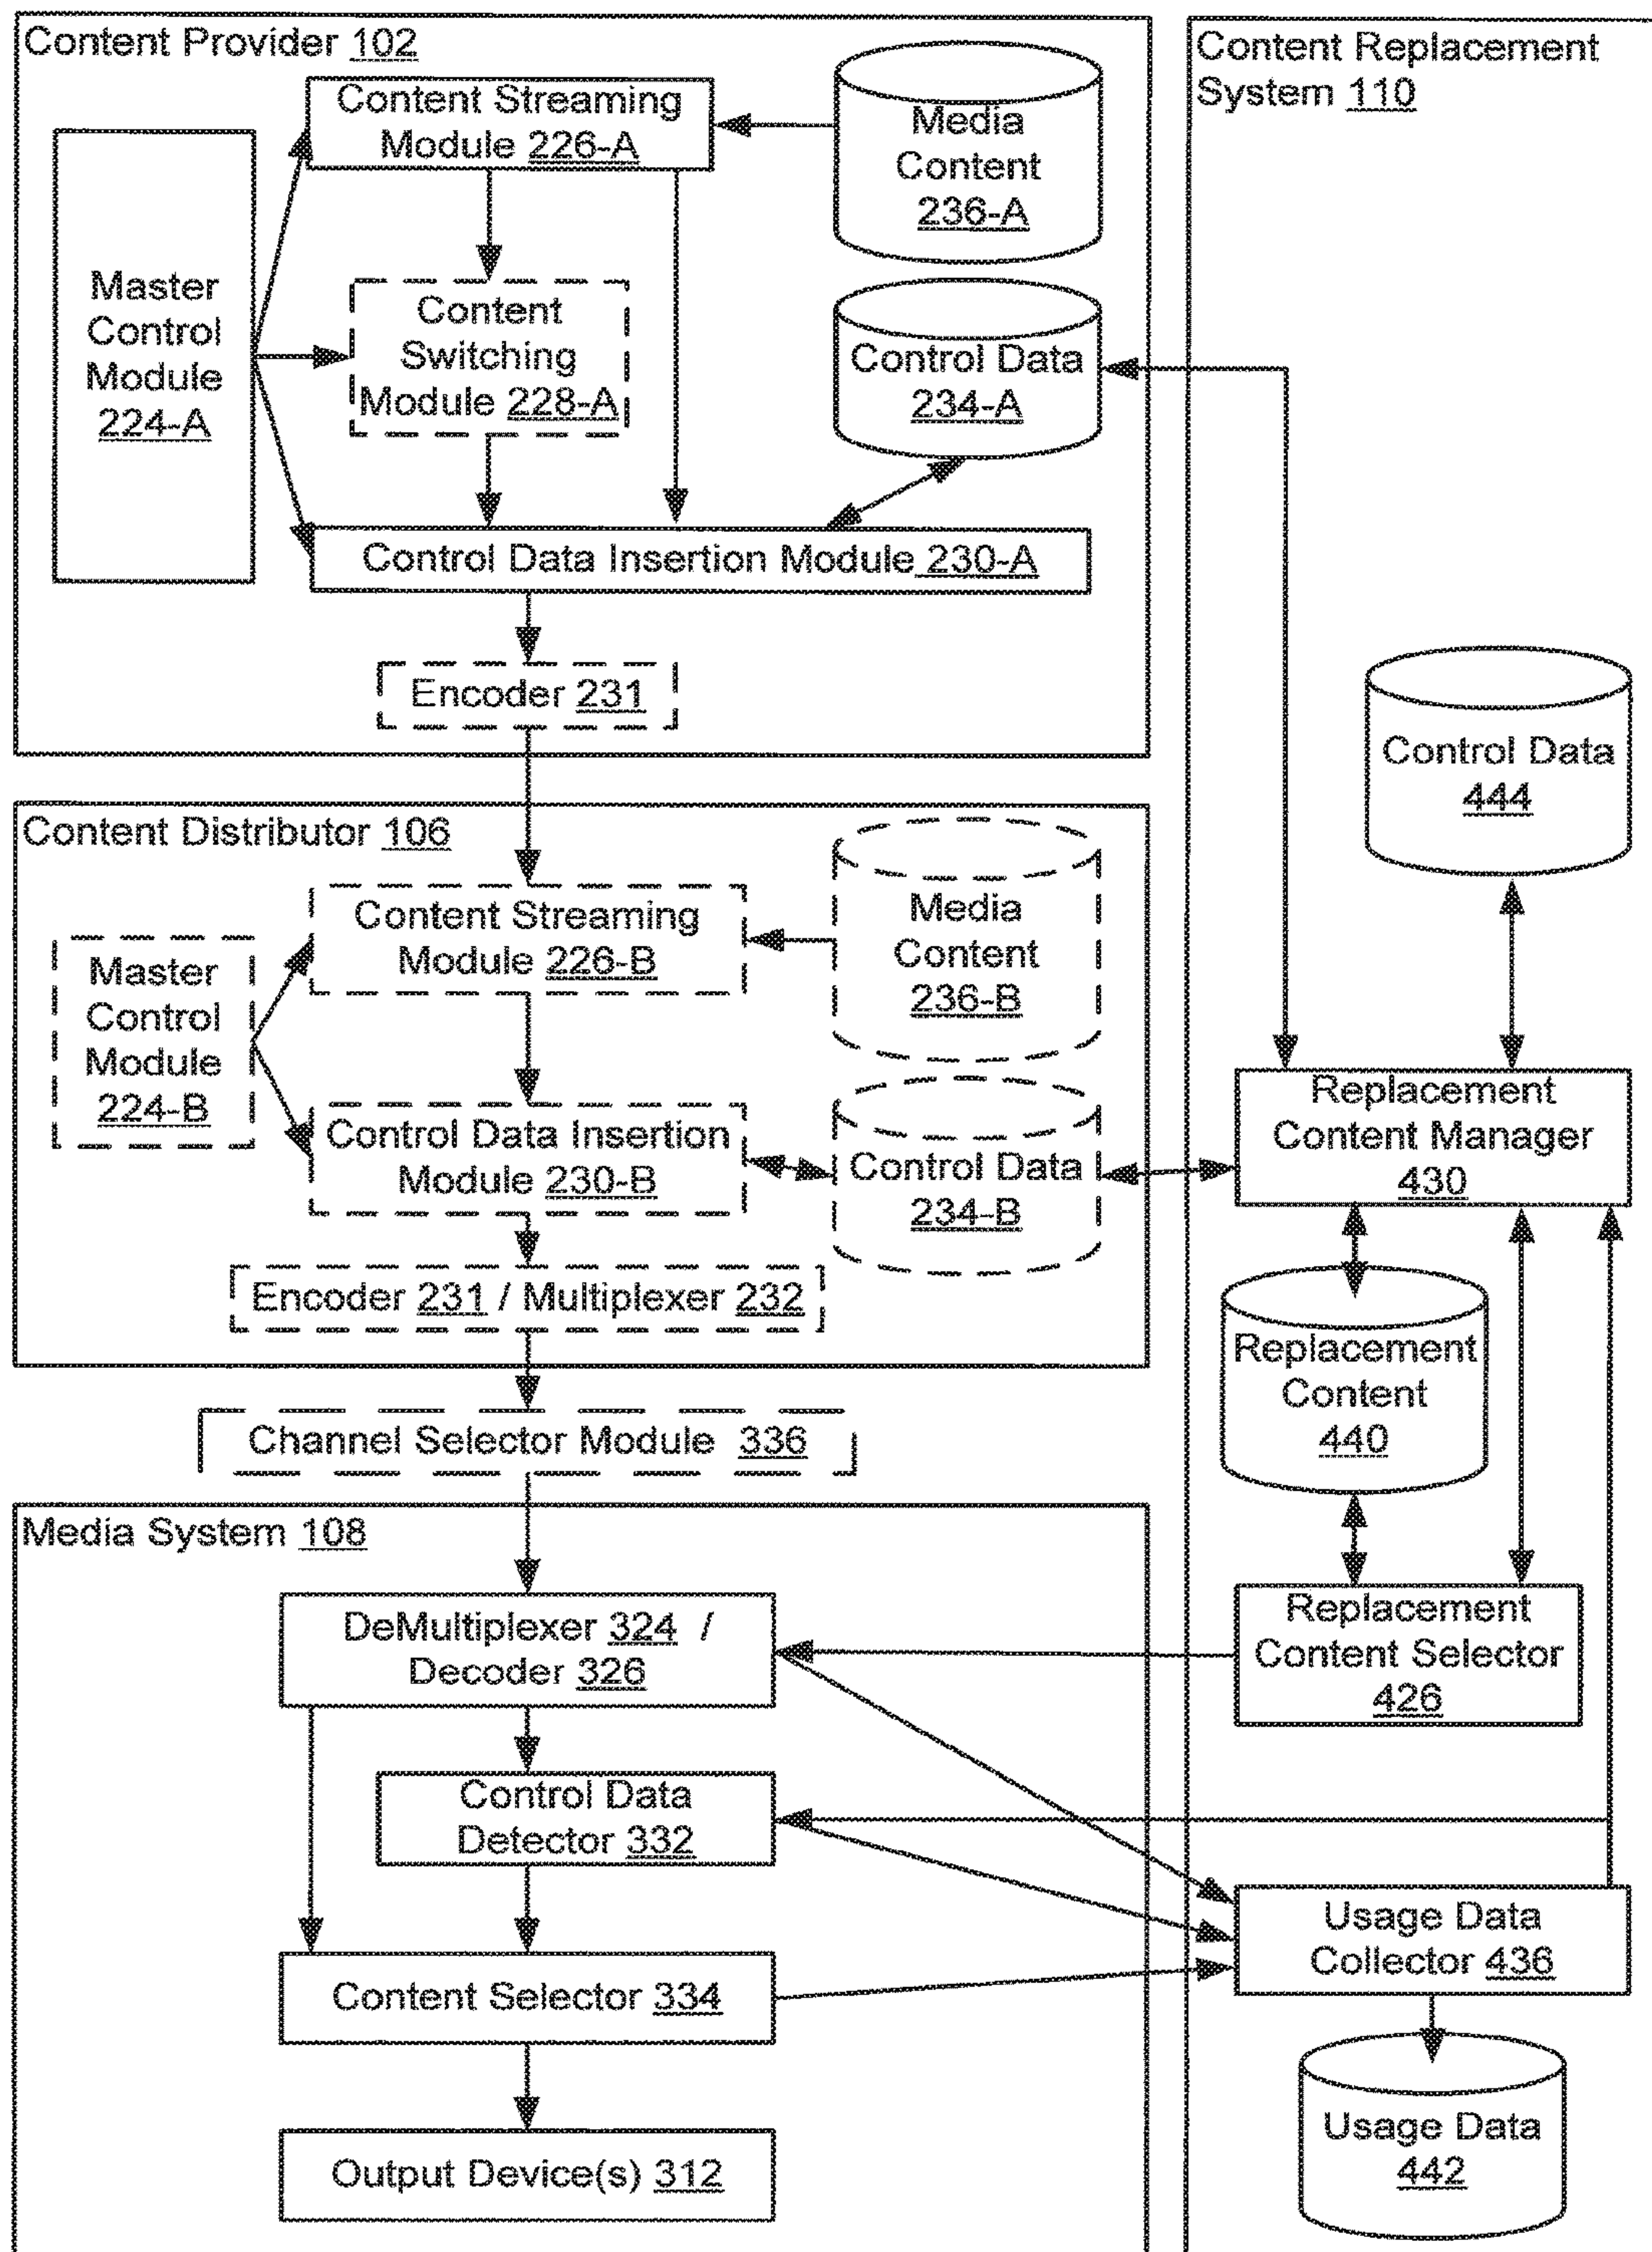 Content Provider 102
Content Streaming
Module 226-A
Media
Content
236-A
Master
Control
Module
224-A
Content
Switching
Module 228-A
Control Data
234-A
Control Data Insertion Module 230-A
Encoder 231
Content Distributor 106
Content Streaming
Module 226-B
Media
Content
236-B
Master
Control
Module
224-B
Control Data Insertion
Module 230-B
Control Data
234-B
Encoder 231 / Multiplexer 232
Channel Selector Module 336
Media System 108
DeMultiplexer 324 /
Decoder 326
Control Data
Detector 332
Content Selector 334
Output Device(s) 312
Content Replacement
System 110
Control Data
444
Replacement
Content Manager
430
Replacement
Content
440
Replacement
Content Selector
426
Usage Data
Collector 436
Usage Data
442